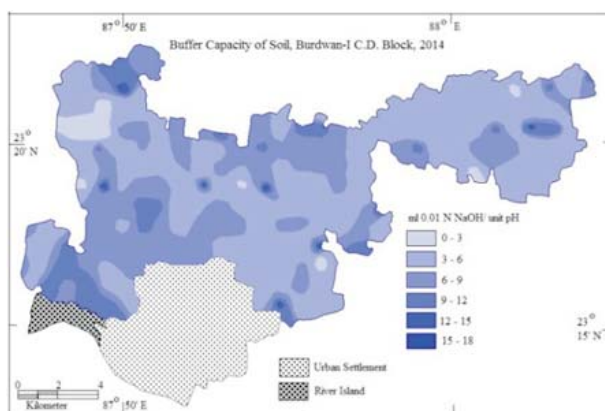 87° 50' E
88° E
Buffer Capacity of Soil, Burdwan-I C.D. Block, 2014
23°
20' N
ml 0.01 N NaOH/ unit pH
0 - 3
3 - 6
6 - 9
9 - 12
12 - 15
15 - 18
23°
15' N
Urban Settlement
River Island
0 2 4
Kilometer
87° 50' E